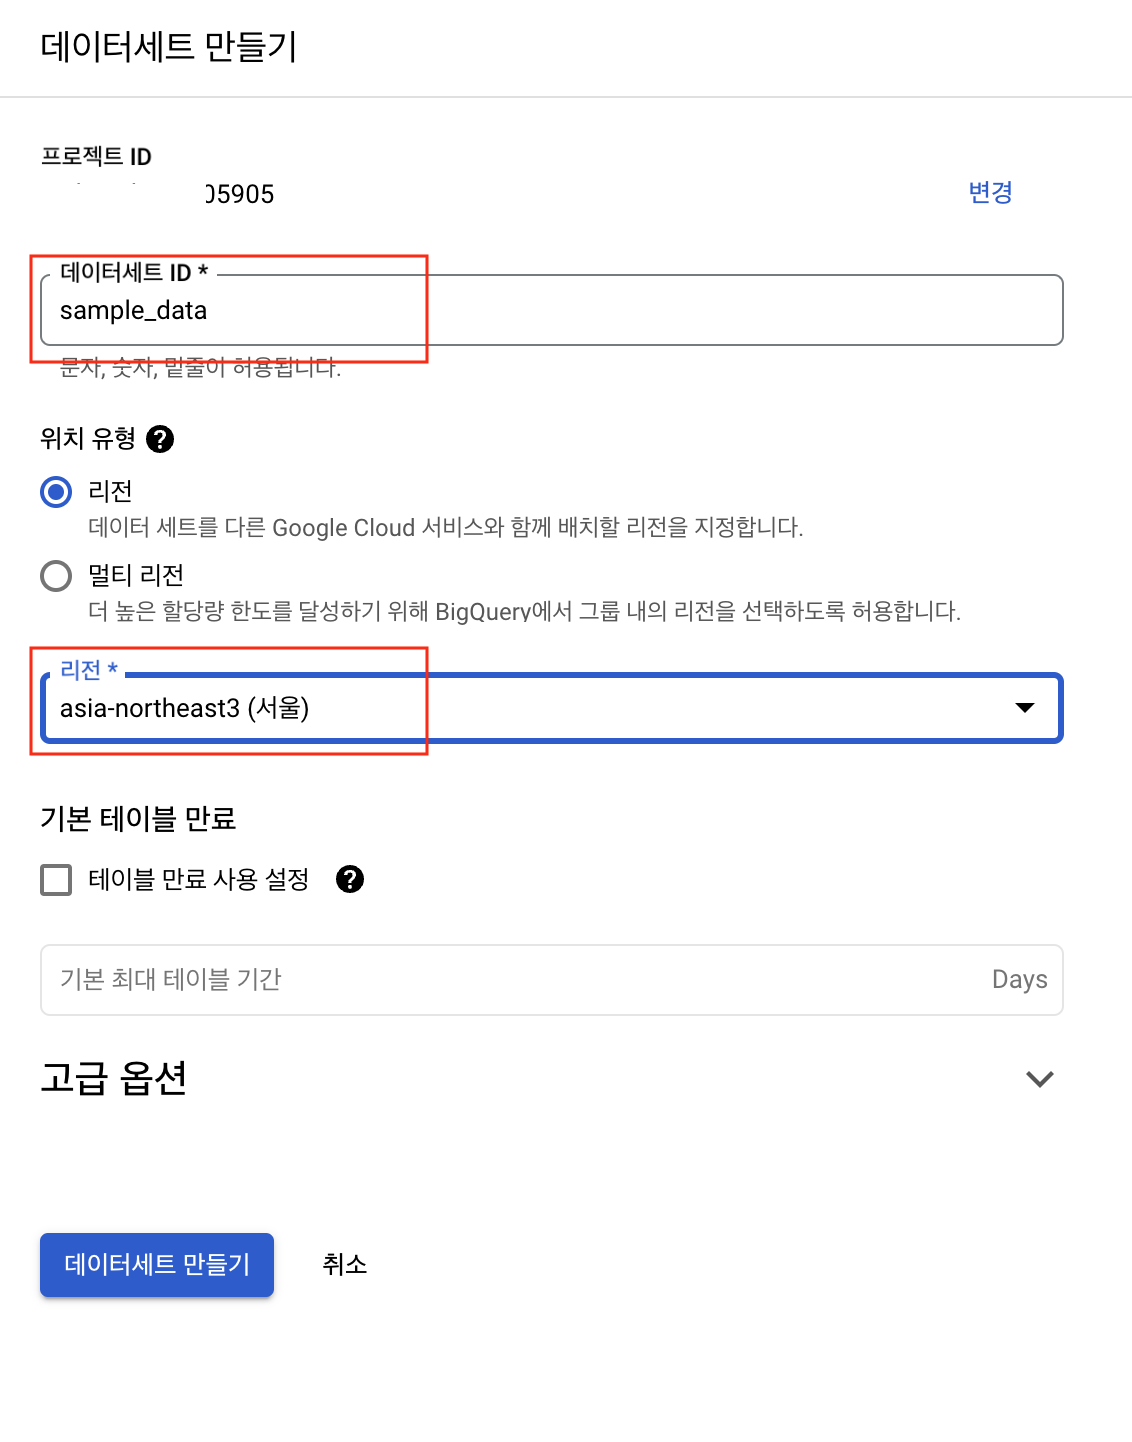 데이터세트 만들기
프로젝트 ID
05905
변경
데이터세트 ID *
sample_data
문자, 숫자, 밑줄이 허용됩니다.
위치 유형
리전
데이터 세트를 다른 Google Cloud 서비스와 함께 배치할 리전을 지정합니다.
멀티 리전
더 높은 할당량 한도를 달성하기 위해 BigQuery에서 그룹 내의 리전을 선택하도록 허용합니다.
리전 *
asia-northeast3 (서울)
기본 테이블 만료
테이블 만료 사용 설정
기본 최대 테이블 기간 Days
고급 옵션
데이터세트 만들기 취소